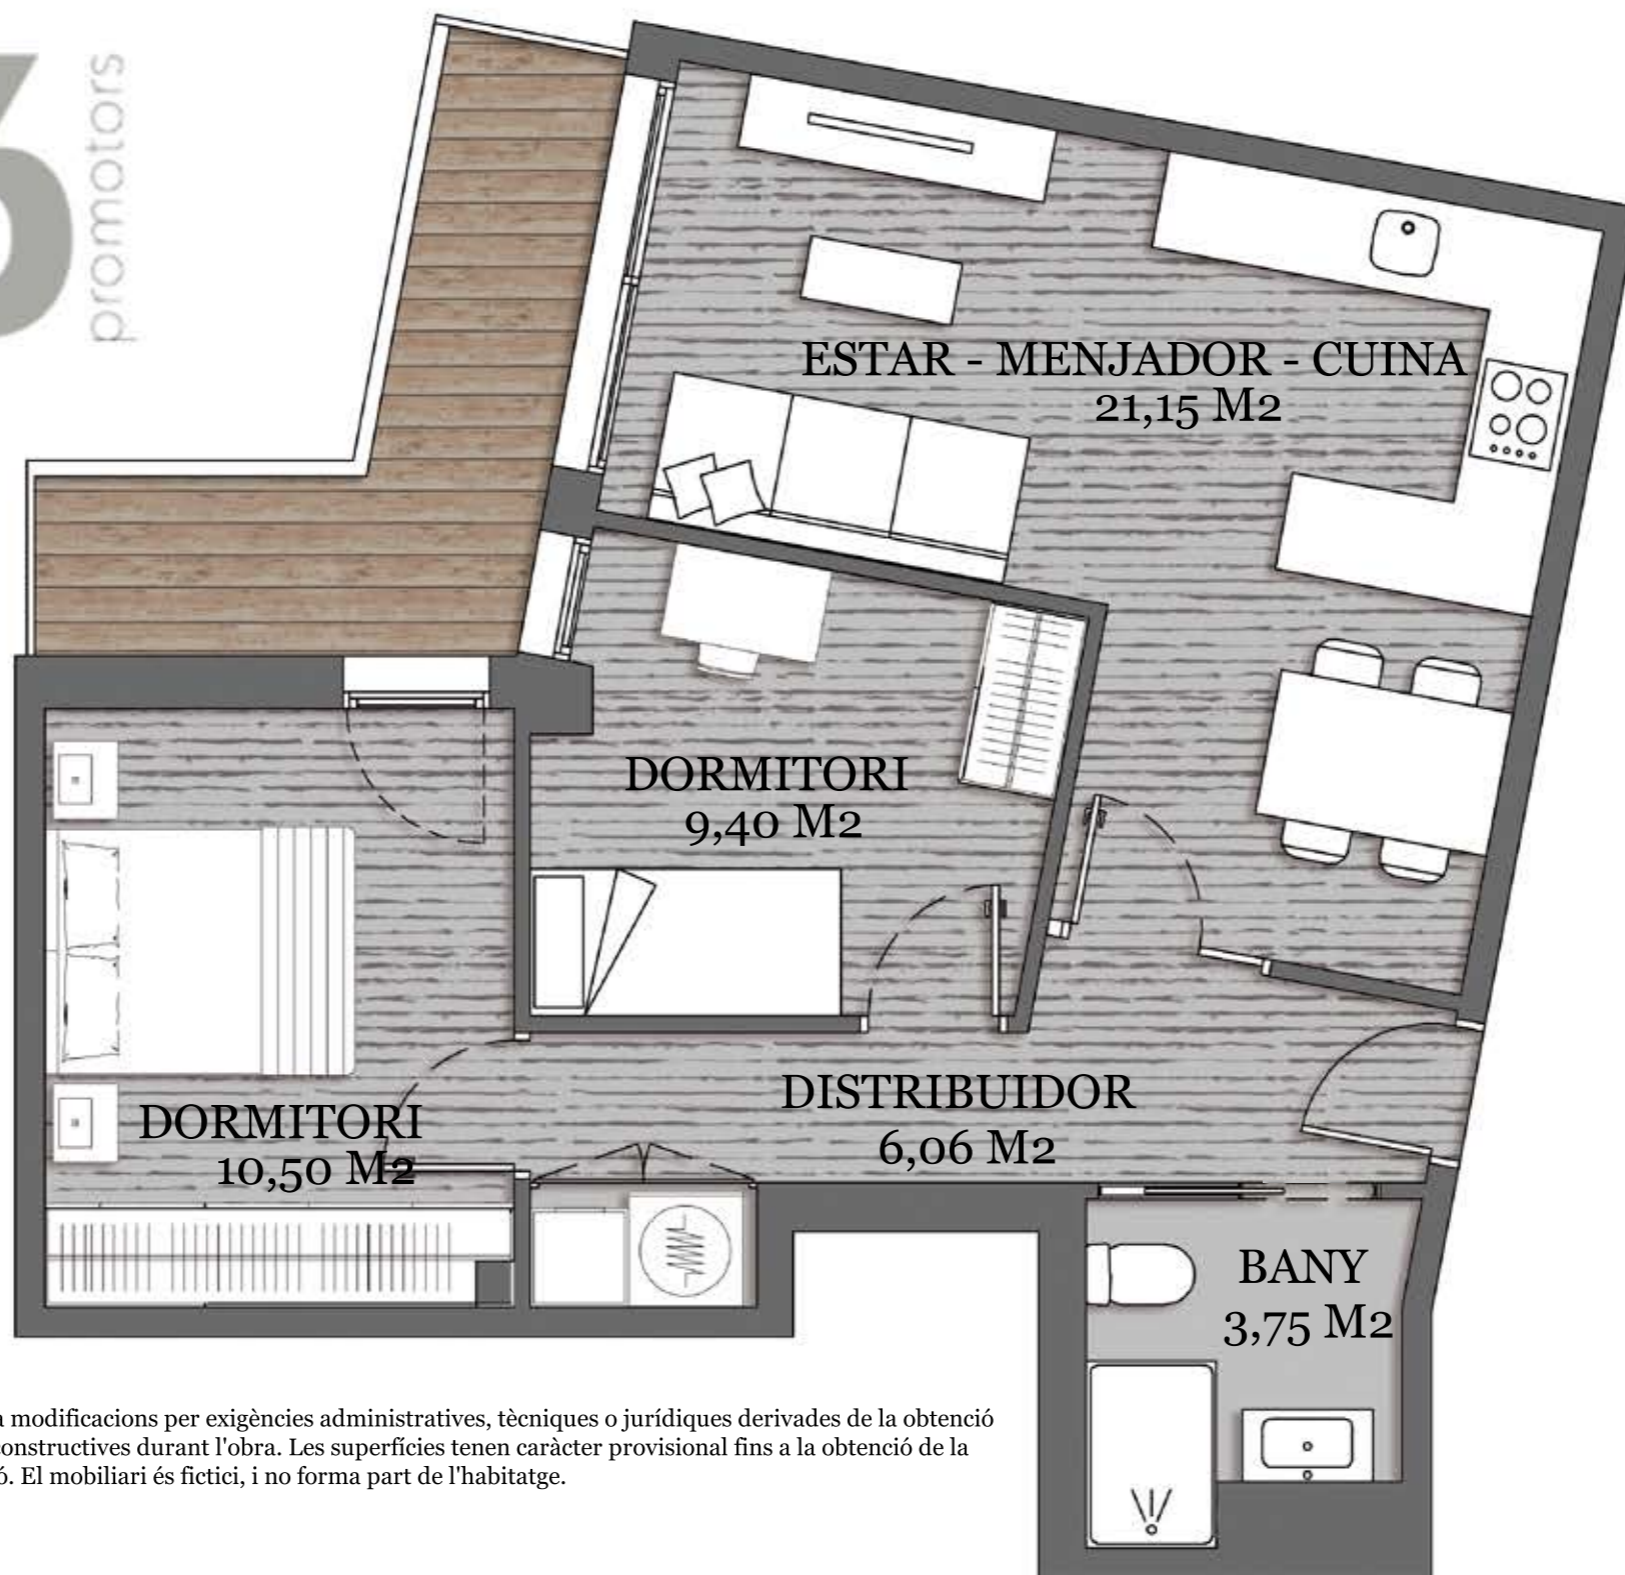 promotors
ESTAR - MENJADOR - CUINA
21,15 M2
DORMITORI
9,40 M2
DORMITORI
10,50 M2
DISTRIBUIDOR
6,06 M2
BANY
3,75 M2
a modificacions per exigències administratives, tècniques o jurídiques derivades de la obtenció
constructives durant l'obra. Les superfícies tenen caràcter provisional fins a la obtenció de la
ó. El mobiliari és fictici, i no forma part de l'habitatge.